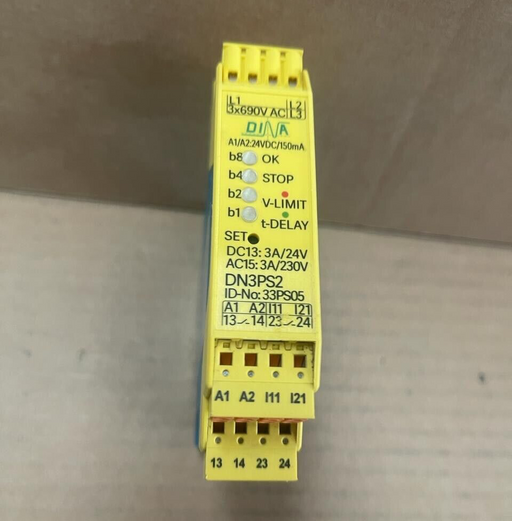 L1 L2
3x690V AC L3
DINA
A1/A2:24VDC/150mA
b8 OK
b4 STOP
b2
V-LIMIT
b1
t-DELAY
SET
DC13: 3A/24V
AC15: 3A/230V
DN3PS2
ID-No: 33PS05
A1 A2 I11 I21
13 14 23 24
A1 A2 I11 I21
13 14 23 24